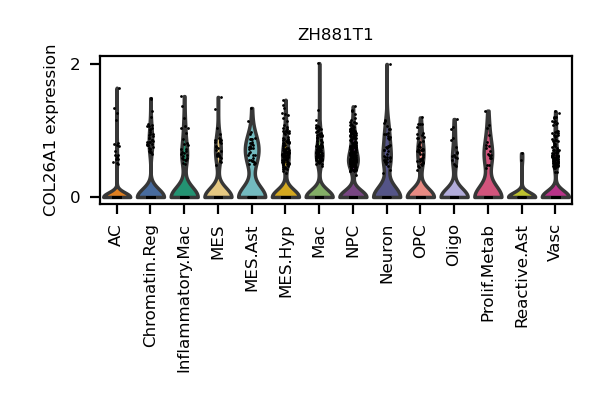 ZH881T1
COL26A1 expression
2
0
AC
Chromatin.Reg
Inflammatory.Mac
MES
MES.Ast
MES.Hyp
Mac
NPC
Neuron
OPC
Oligo
Prolif.Metab
Reactive.Ast
Vasc